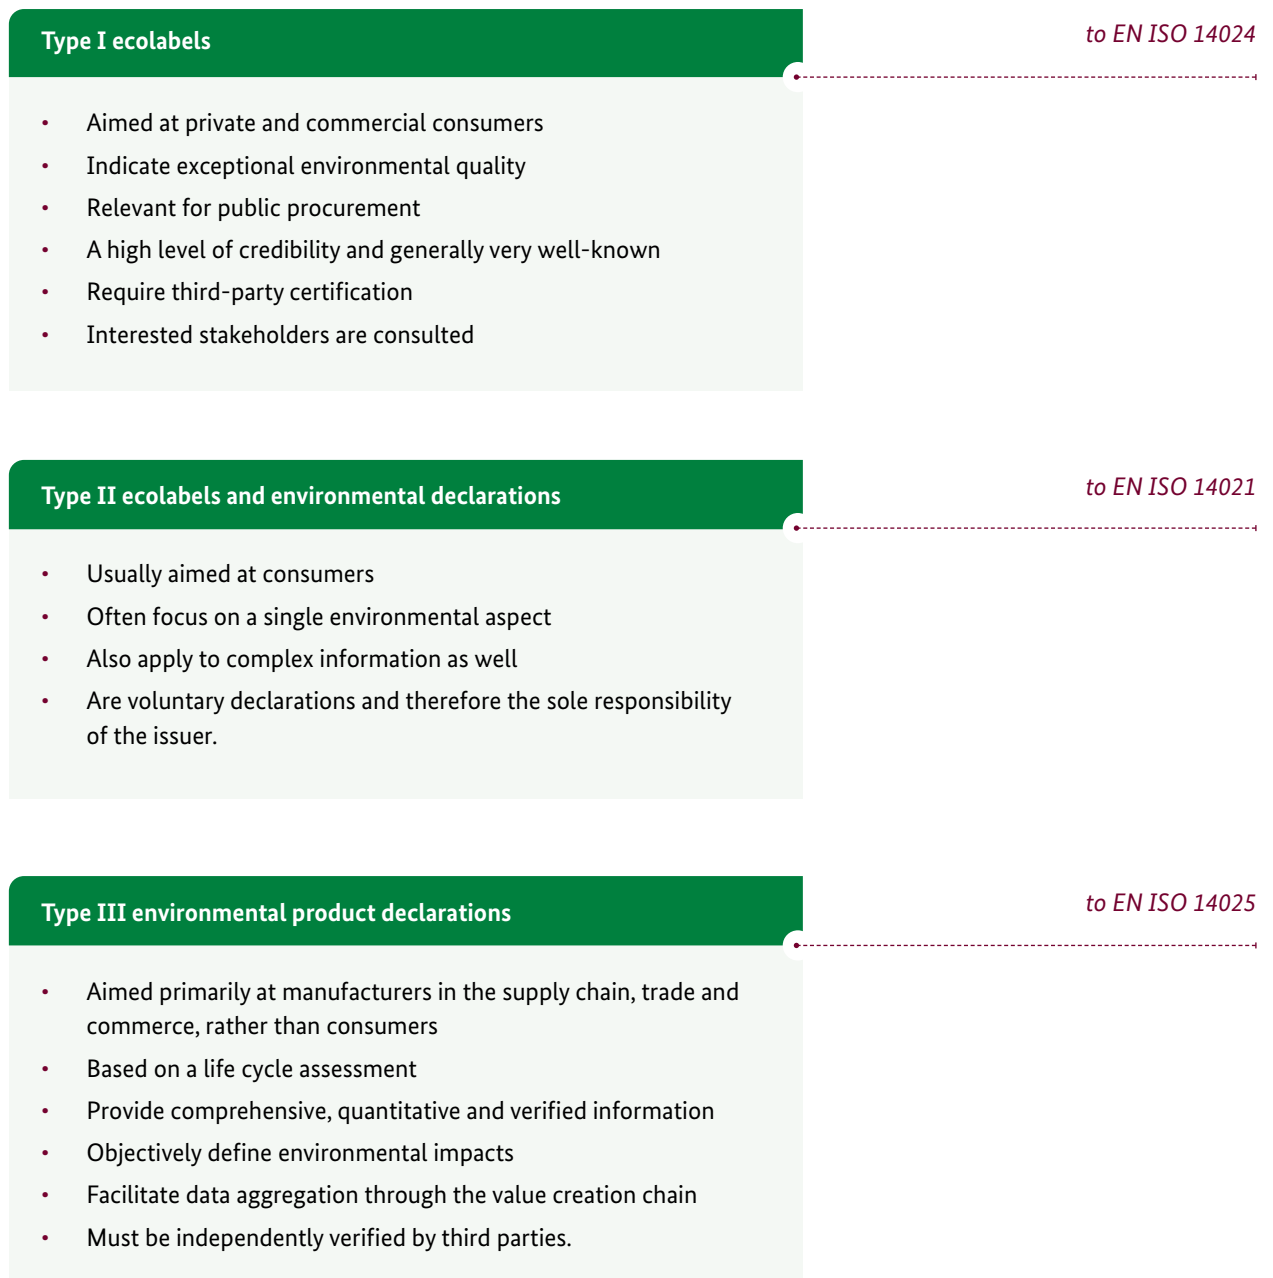 Type I ecolabels
to EN ISO 14024
• Aimed at private and commercial consumers
• Indicate exceptional environmental quality
• Relevant for public procurement
• A high level of credibility and generally very well-known
• Require third-party certification
• Interested stakeholders are consulted
Type II ecolabels and environmental declarations
to EN ISO 14021
• Usually aimed at consumers
• Often focus on a single environmental aspect
• Also apply to complex information as well
• Are voluntary declarations and therefore the sole responsibility
of the issuer.
Type III environmental product declarations
to EN ISO 14025
• Aimed primarily at manufacturers in the supply chain, trade and
commerce, rather than consumers
• Based on a life cycle assessment
• Provide comprehensive, quantitative and verified information
• Objectively define environmental impacts
• Facilitate data aggregation through the value creation chain
• Must be independently verified by third parties.